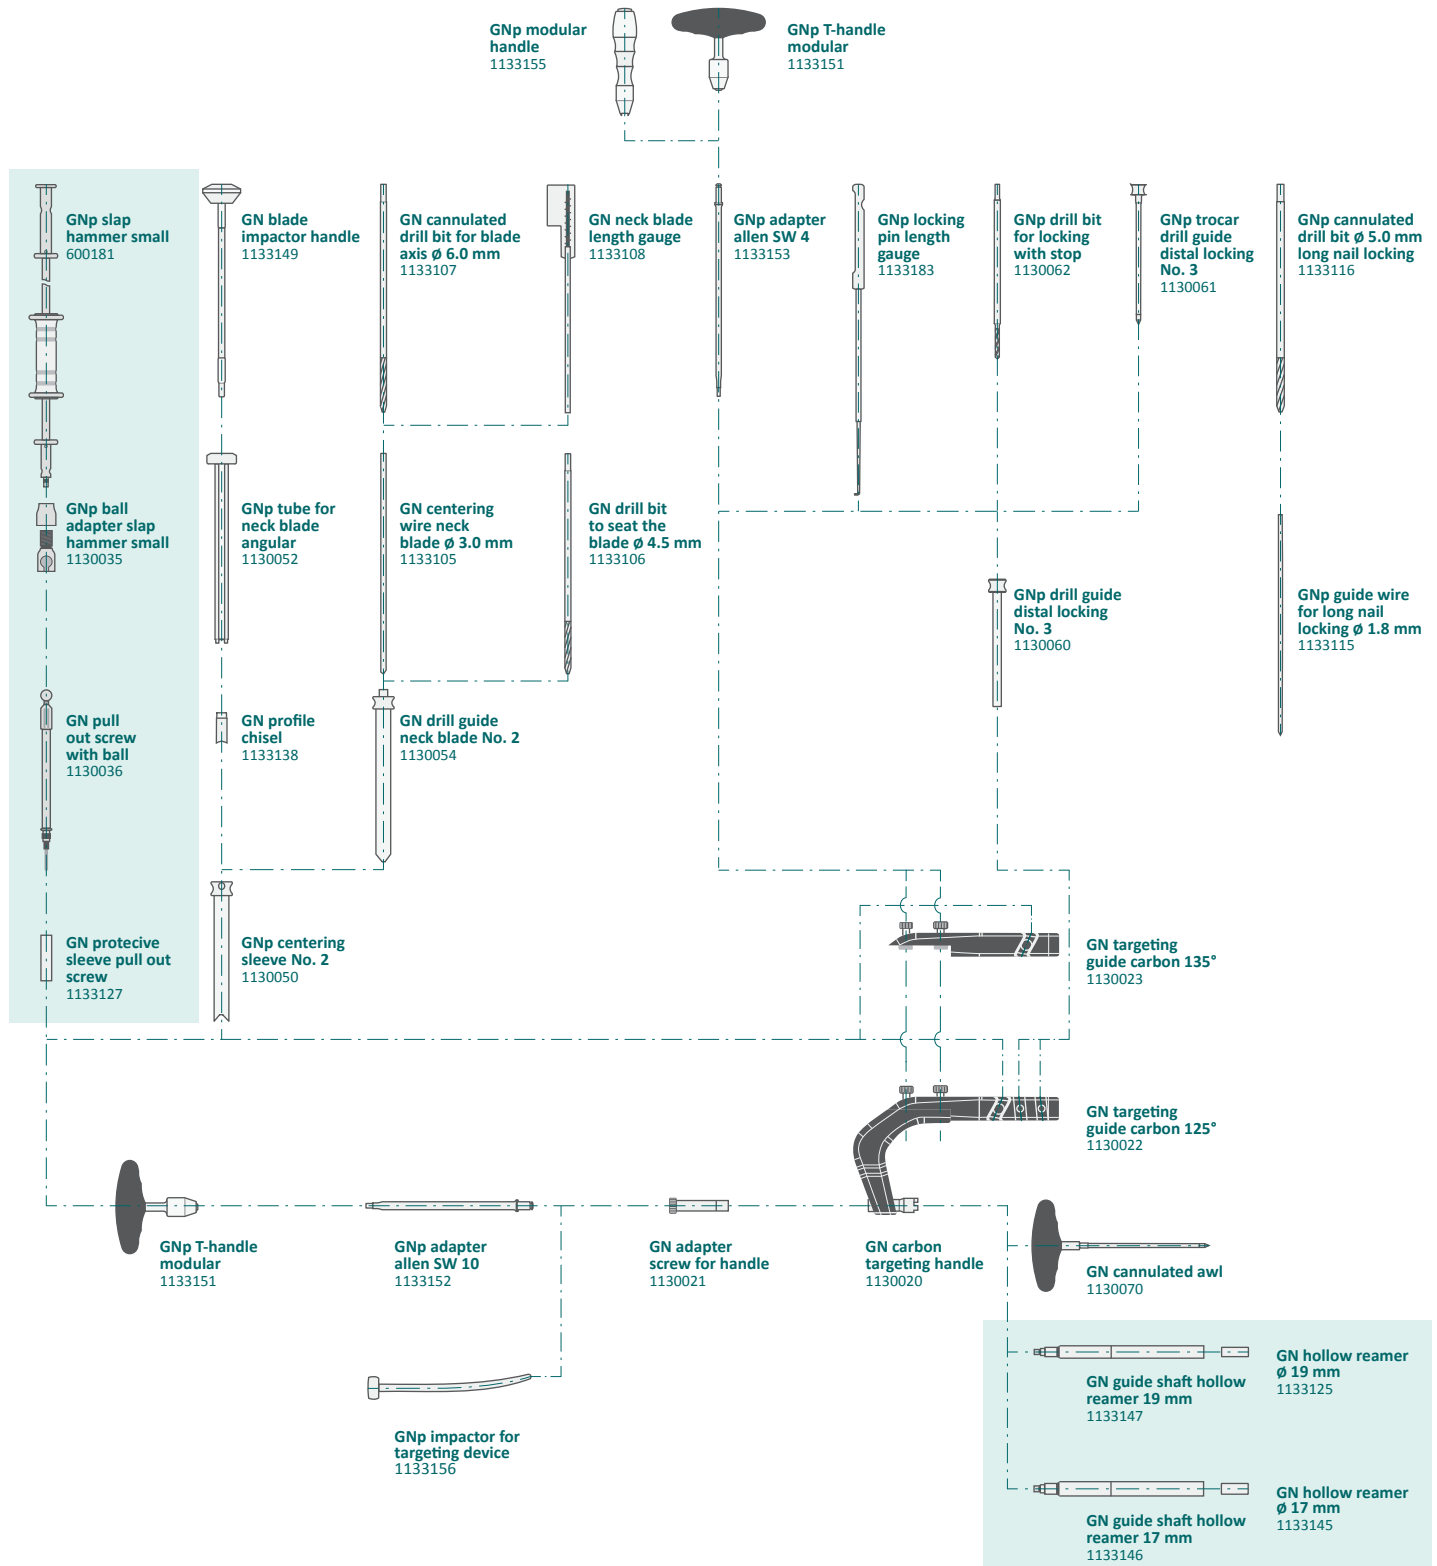 GNp modular
handle
1133155
GNp T-handle
modular
1133151
GNp slap
hammer small
600181
GN blade
impactor handle
1133149
GN cannulated
drill bit for blade
axis ø 6.0 mm
1133107
GN neck blade
length gauge
1133108
GNp adapter
allen SW 4
1133153
GNp locking
pin length
gauge
1133183
GNp drill bit
for locking
with stop
1130062
GNp trocar
drill guide
distal locking
No. 3
1130061
GNp cannulated
drill bit ø 5.0 mm
long nail locking
1133116
GNp ball
adapter slap
hammer small
1130035
GNp tube for
neck blade
angular
1130052
GN centering
wire neck
blade ø 3.0 mm
1133105
GN drill bit
to seat the
blade ø 4.5 mm
1133106
GNp drill guide
distal locking
No. 3
1130060
GNp guide wire
for long nail
locking ø 1.8 mm
1133115
GN pull
out screw
with ball
1130036
GN profile
chisel
1133138
GN drill guide
neck blade No. 2
1130054
GN protecive
sleeve pull out
screw
1133127
GNp centering
sleeve No. 2
1130050
GN targeting
guide carbon 135°
1130023
GN targeting
guide carbon 125°
1130022
GNp T-handle
modular
1133151
GNp adapter
allen SW 10
1133152
GN adapter
screw for handle
1130021
GN carbon
targeting handle
1130020
GN cannulated awl
1130070
GN guide shaft hollow
reamer 19 mm
1133147
GN hollow reamer
ø 19 mm
1133125
GNp impactor for
targeting device
1133156
GN guide shaft hollow
reamer 17 mm
1133146
GN hollow reamer
ø 17 mm
1133145